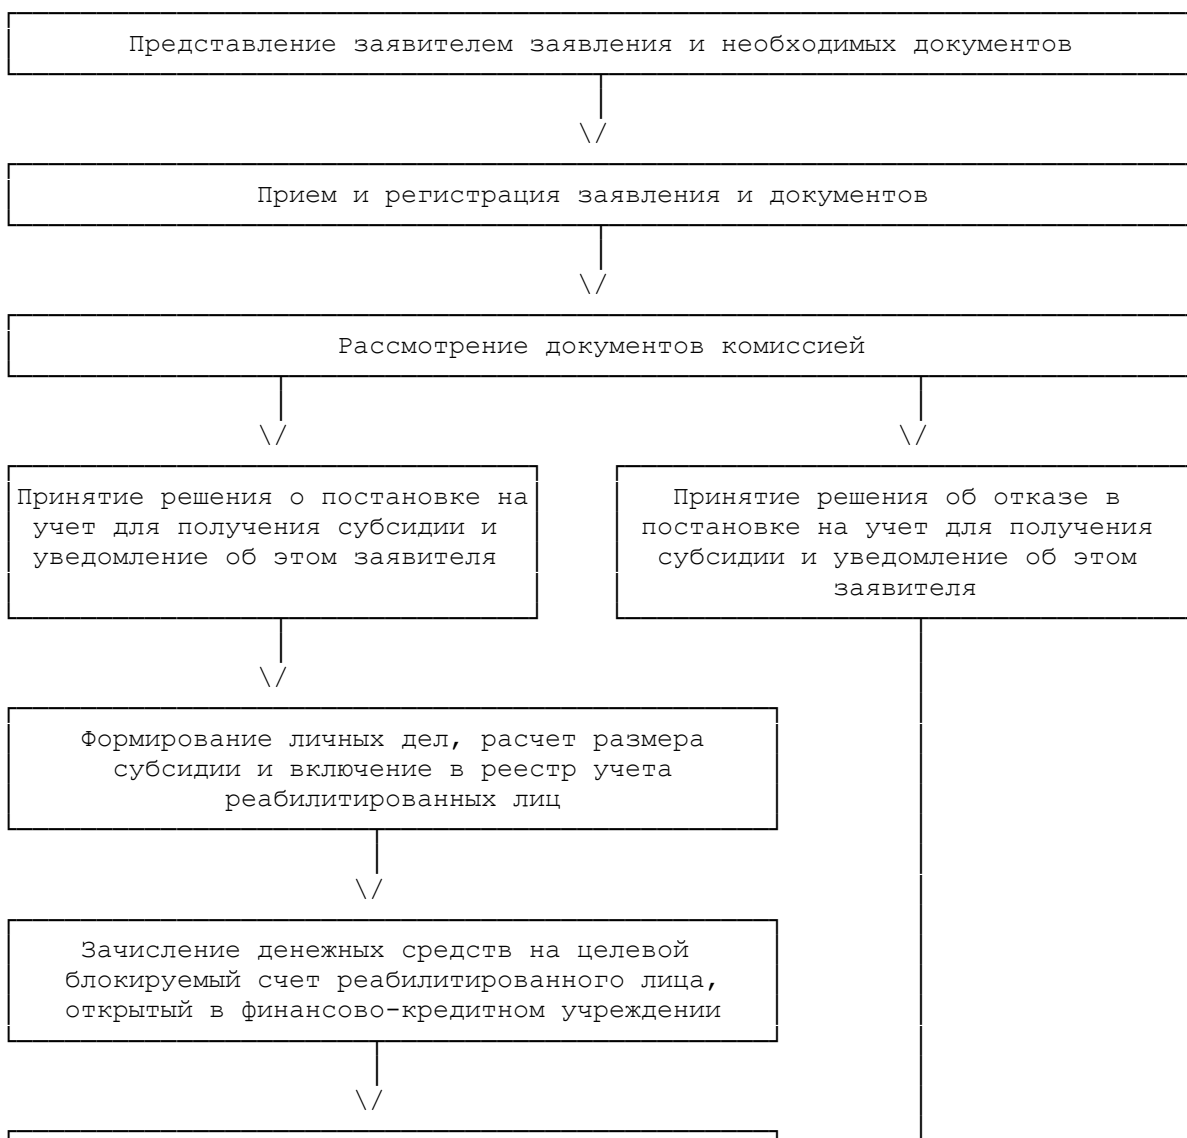 Представление заявителем заявления и необходимых документов
Прием и регистрация заявления и документов
Рассмотрение документов комиссией
Принятие решения о постановке на
учет для получения субсидии и
уведомление об этом заявителя
Принятие решения об отказе в
постановке на учет для получения
субсидии и уведомление об этом
заявителя
Формирование личных дел, расчет размера
субсидии и включение в реестр учета
реабилитированных лиц
Зачисление денежных средств на целевой
блокируемый счет реабилитированного лица,
открытый в финансово-кредитном учреждении